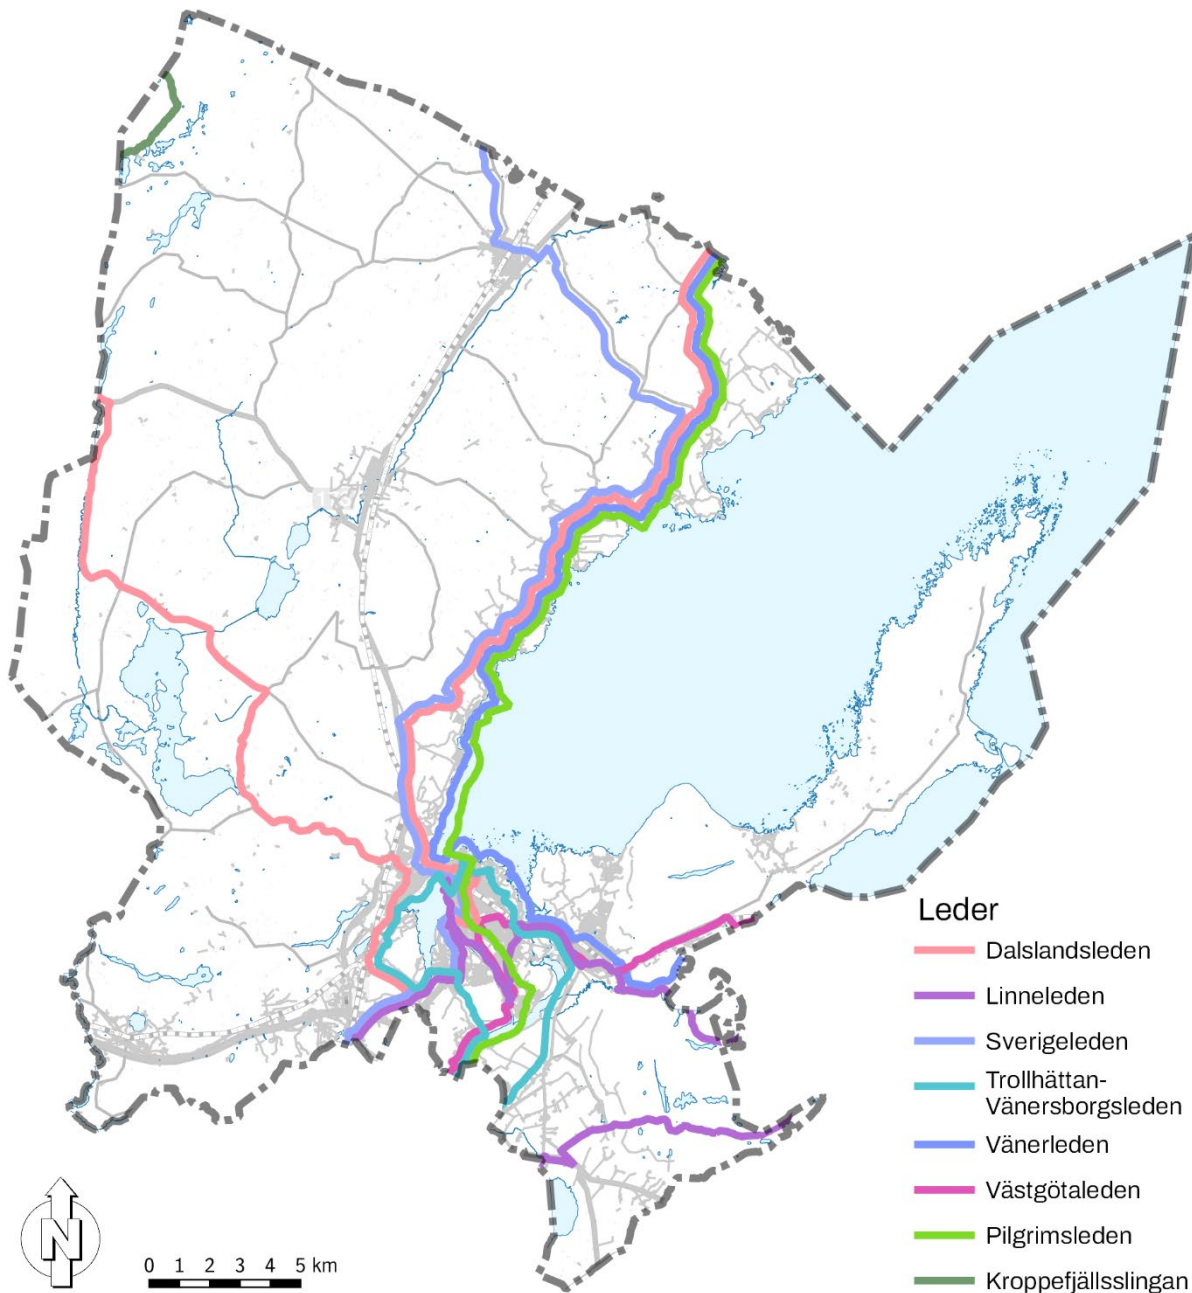 Leder
Dalslandsleden
Linneleden
Sverigeleden
Trollhättan-
Vänersborgsleden
Vänerleden
Västgötaleden
Pilgrimsleden
Kroppefjällsslingan
N
0 1 2 3 4 5 km